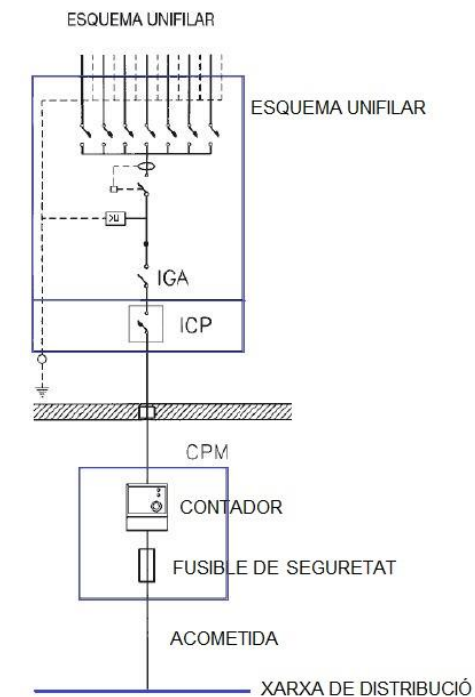 ESQUEMA UNIFILAR
ESQUEMA UNIFILAR
IGA
ICP
CPM
CONTADOR
FUSIBLE DE SEGURETAT
ACOMETIDA
XARXA DE DISTRIBUCIÓ